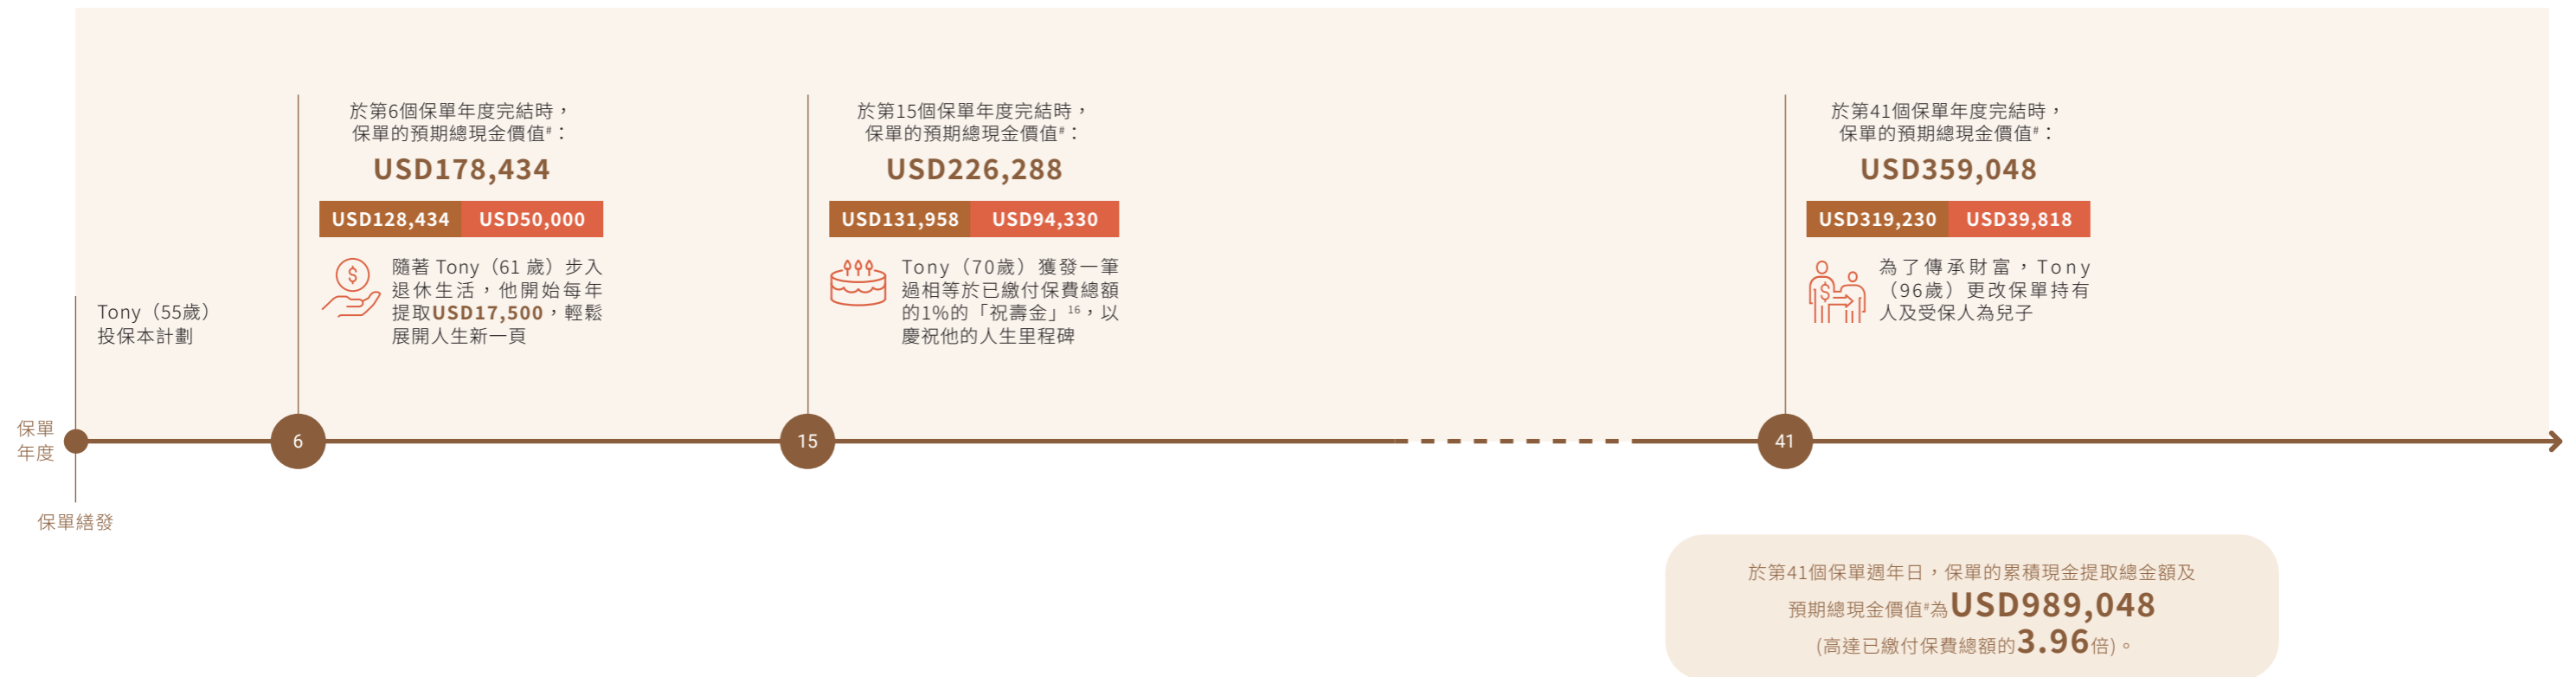 Tony（55歲）
投保本計劃
於第6個保單年度完結時，
保單的預期總現金價值#：
USD178,434
USD128,434 USD50,000
隨著 Tony（61 歲）步入
退休生活，他開始每年
提取USD17,500，輕鬆
展開人生新一頁
於第15個保單年度完結時，
保單的預期總現金價值#：
USD226,288
USD131,958 USD94,330
Tony（70歲）獲發一筆
過相等於已繳付保費總額
的1%的「祝壽金」16，以
慶祝他的人生里程碑
於第41個保單年度完結時，
保單的預期總現金價值#：
USD359,048
USD319,230 USD39,818
為了傳承財富，Tony
（96歲）更改保單持有
人及受保人為兒子
保單
年度
6
15
41
保單繕發
於第41個保單週年日，保單的累積現金提取總金額及
預期總現金價值#為USD989,048
(高達已繳付保費總額的3.96倍)。